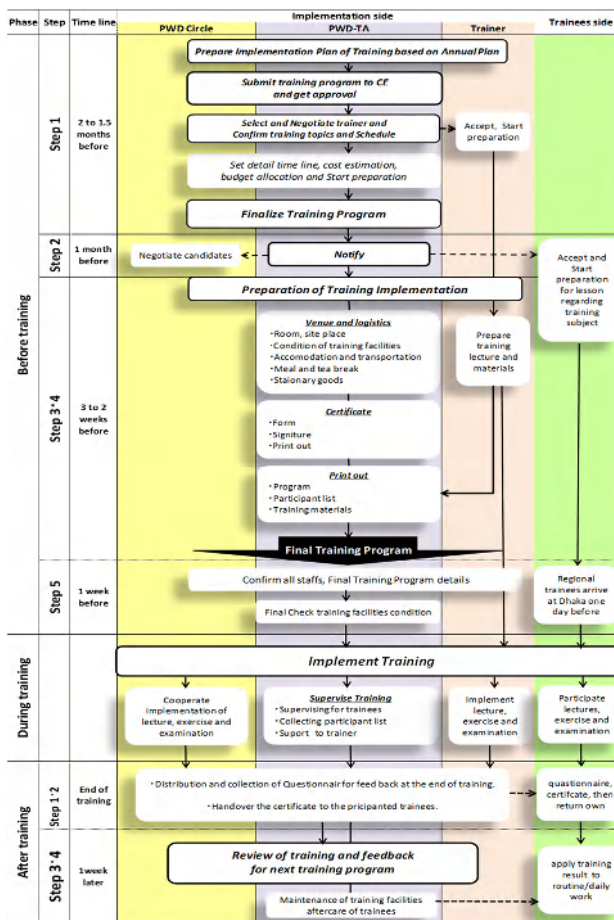 Implementation side
Trainees side
Phase
Step
Time line
PWD Circle
PWD-TA
Trainer
Before training
Step 1
2 to 1.5
months
before
Prepare Implementation Plan of Training based on Annual Plan
Submit training program to CE
and get approval
Select and Negotiate trainer and
Confirm training topics and Schedule
Accept, Start
preparation
Set detail time line, cost estimation,
budget allocation and Start preparation
Finalize Training Program
Step 2
1 month
before
Negotiate candidates
Notify
Accept and
Start
preparation
for lesson
regarding
training
subject
Step 3・4
3 to 2
weeks
before
Preparation of Training Implementation
Venue and logistics
・Room, site place
・Condition of training facilities
・Accomodation and transportation
・Meal and tea break
・Staionary goods
Prepare
training
lecture and
materials
Certificate
・Form
・Signiture
・Print out
Print out
・Program
・Participant list
・Training materials
Final Training Program
Step 5
1 week
before
Confirm all staffs, Final Training Program details
Final Check training facilities condition
Regional
trainees arrive
at Dhaka one
day before
During training
Implement Training
Cooperate
Implementation of
lecture, exercise and
examination
Supervise Training
・Supervising for trainees
・Collecting participant list
・Suport to trainer
Implement
lecture,
exercise and
examination
Participate
lectures,
exercise and
examination
After training
Step 1・2
End of
training
・Distribution and collection of Questionnair for feed back at the end of training.
・Handover the certificate to the pricipanted trainees.
quastionnaire,
certifcate, then
return own
Step 3・4
1week
later
Review of training and feedback
for next training program
Maintenance of training facilities
aftercare of trainees
apply training
result to
routine/daily
work